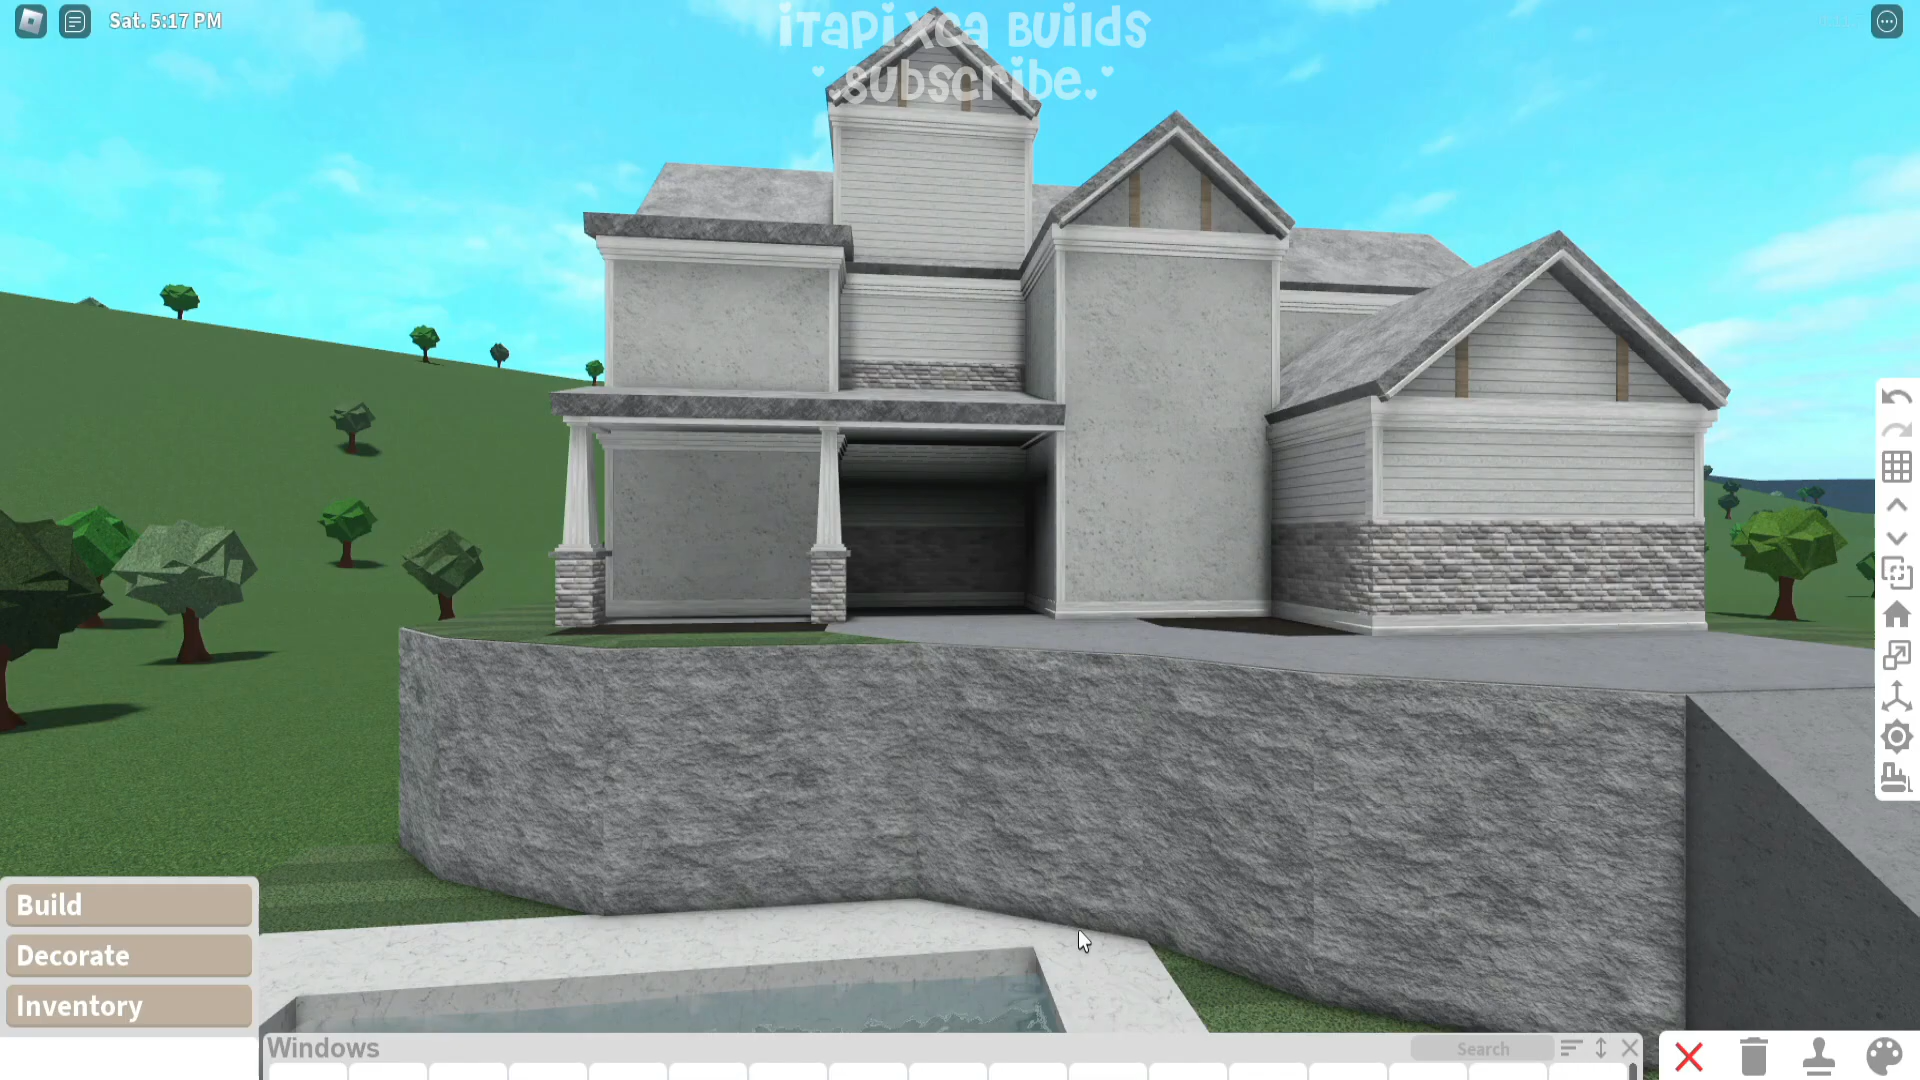 Sat. 5:17 PM
iTapixca Builds
subscribe.
Build
Decorate
Inventory
Windows
Search